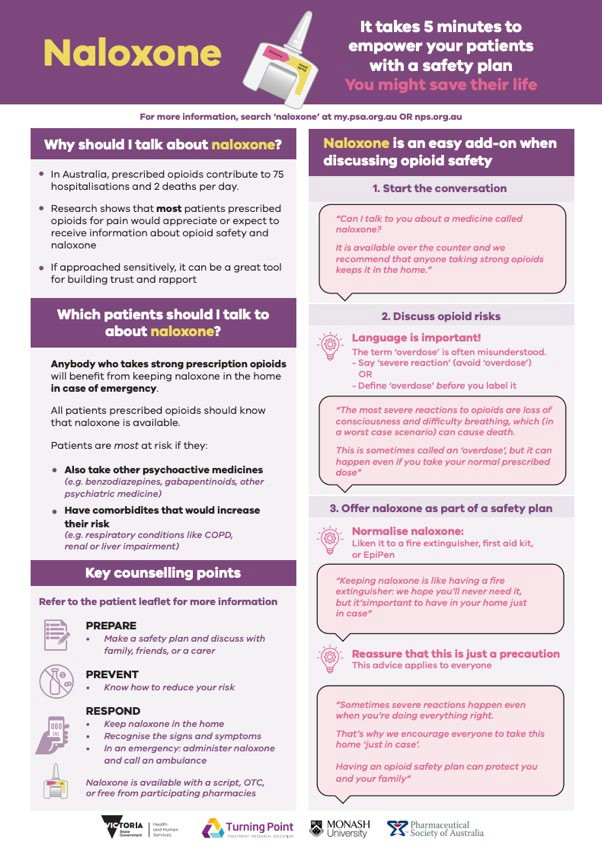 Naloxone
It takes 5 minutes to
empower your patients
with a safety plan
You might save their life
For more information, search 'naloxone' at my.psa.org.au OR nps.org.au
Why should I talk about naloxone?
• In Australia, prescribed opioids contribute to 75
hospitalisations and 2 deaths per day.
• Research shows that most patients prescribed
opioids for pain would appreciate or expect to
receive information about opioid safety and
naloxone
• If approached sensitively, it can be a great tool
for building trust and rapport
Which patients should I talk to
about naloxone?
Anybody who takes strong prescription opioids
will benefit from keeping naloxone in the home
in case of emergency.
All patients prescribed opioids should know
that naloxone is available.
Patients are most at risk if they:
• Also take other psychoactive medicines
(e.g. benzodiazepines, gabapentinoids, other
psychiatric medicine)
• Have comorbidites that would increase
their risk
(e.g. respiratory conditions like COPD,
renal or liver impairment)
Key counselling points
Refer to the patient leaflet for more information
PREPARE
• Make a safety plan and discuss with
family, friends, or a carer
PREVENT
• Know how to reduce your risk
RESPOND
• Keep naloxone in the home
• Recognise the signs and symptoms
• In an emergency: administer naloxone
and call an ambulance
000
Naloxone is available with a script, OTC,
or free from participating pharmacies
Naloxone is an easy add-on when
discussing opioid safety
1. Start the conversation
"Can I talk to you about a medicine called
naloxone?
It is available over the counter and we
recommend that anyone taking strong opioids
keeps it in the home."
2. Discuss opioid risks
Language is important!
The term 'overdose' is often misunderstood.
- Say 'severe reaction' (avoid 'overdose')
OR
- Define 'overdose' before you label it
"The most severe reactions to opioids are loss of
consciousness and difficulty breathing, which (in
a worst case scenario) can cause death.
This is sometimes called an 'overdose', but it can
happen even if you take your normal prescribed
dose"
3. Offer naloxone as part of a safety plan
Normalise naloxone:
Liken it to a fire extinguisher, first aid kit,
or EpiPen
"Keeping naloxone is like having a fire
extinguisher: we hope you'll never need it,
but it'simportant to have in your home just
in case"
Reassure that this is just a precaution
This advice applies to everyone
"Sometimes severe reactions happen even
when you're doing everything right.
That's why we encourage everyone to take this
home 'just in case'.
Having an opioid safety plan can protect you
and your family"
VICTORIA
State
Government
Health
and Human
Services
Turning Point
TREATMENT · RESEARCH · EDUCATION
MONASH
University
Pharmaceutical
Society of Australia